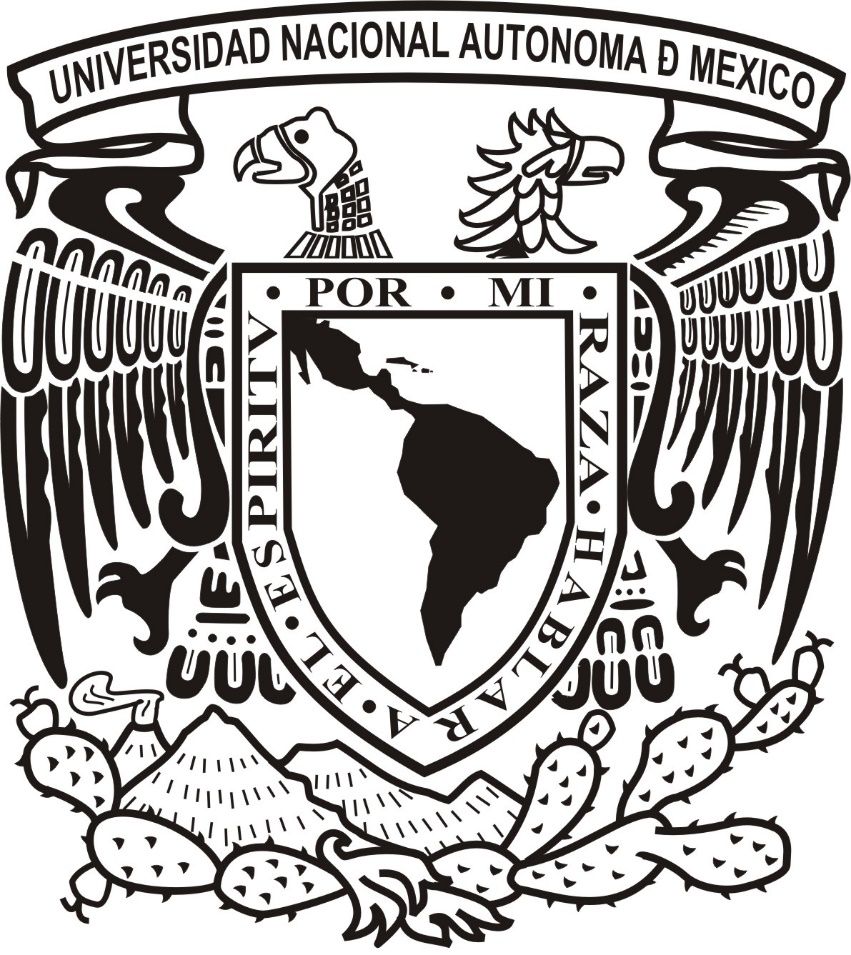 UNIVERSIDAD NACIONAL AUTONOMA Đ MEXICO
· POR · MI ·
RAZA · HABLARA · EL · ESPIRITV